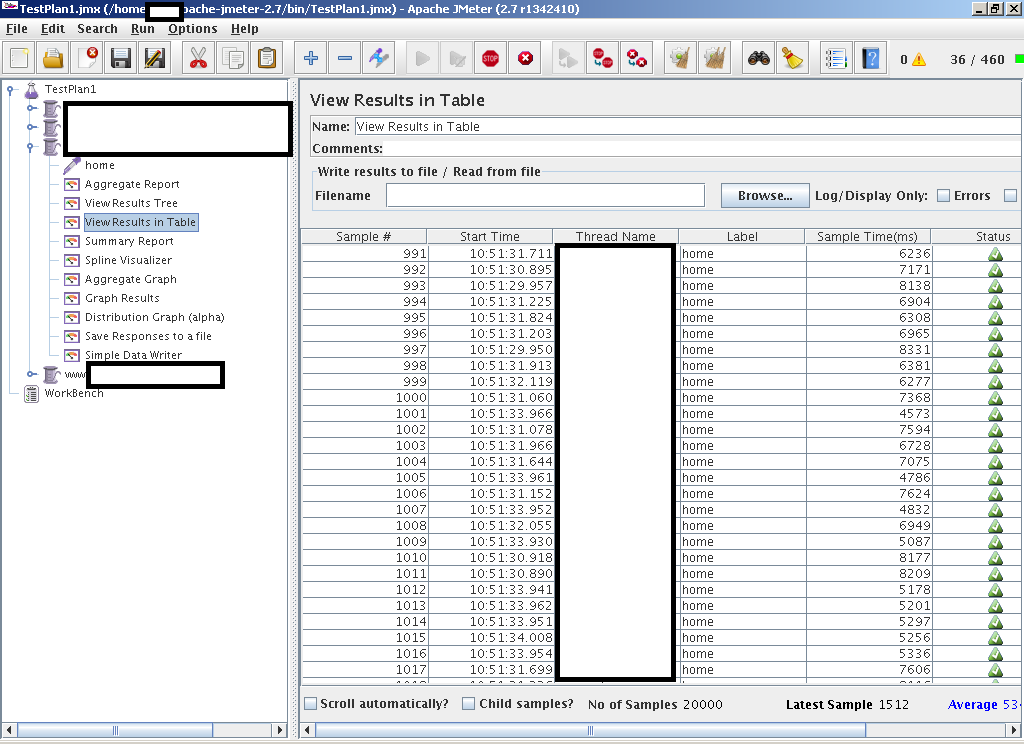 TestPlan1.jmx (/home pache-jmeter-2.7/bin/TestPlan1.jmx) - Apache JMeter (2.7 r1342410)
File Edit Search Run Options Help
0 36 / 460
TestPlan1
home
Aggregate Report
View Results Tree
View Results in Table
Summary Report
Spline Visualizer
Aggregate Graph
Graph Results
Distribution Graph (alpha)
Save Responses to a file
Simple Data Writer
www
WorkBench
View Results in Table
Name: View Results in Table
Comments:
Write results to file / Read from file
Filename Browse... Log/Display Only: Errors
Sample # Start Time Thread Name Label Sample Time(ms) Status
991 10:51:31.711 home 6236
992 10:51:30.895 home 7171
993 10:51:29.957 home 8138
994 10:51:31.225 home 6904
995 10:51:31.824 home 6308
996 10:51:31.203 home 6965
997 10:51:29.950 home 8331
998 10:51:31.913 home 6381
999 10:51:32.119 home 6277
1000 10:51:31.060 home 7368
1001 10:51:33.966 home 4573
1002 10:51:31.078 home 7594
1003 10:51:31.966 home 6728
1004 10:51:31.644 home 7075
1005 10:51:33.961 home 4786
1006 10:51:31.152 home 7624
1007 10:51:33.952 home 4832
1008 10:51:32.055 home 6949
1009 10:51:33.930 home 5087
1010 10:51:30.918 home 8177
1011 10:51:30.890 home 8209
1012 10:51:33.941 home 5178
1013 10:51:33.962 home 5201
1014 10:51:33.951 home 5297
1015 10:51:34.008 home 5256
1016 10:51:33.954 home 5336
1017 10:51:31.699 home 7606
Scroll automatically? Child samples? No of Samples 20000 Latest Sample 1512 Average 53